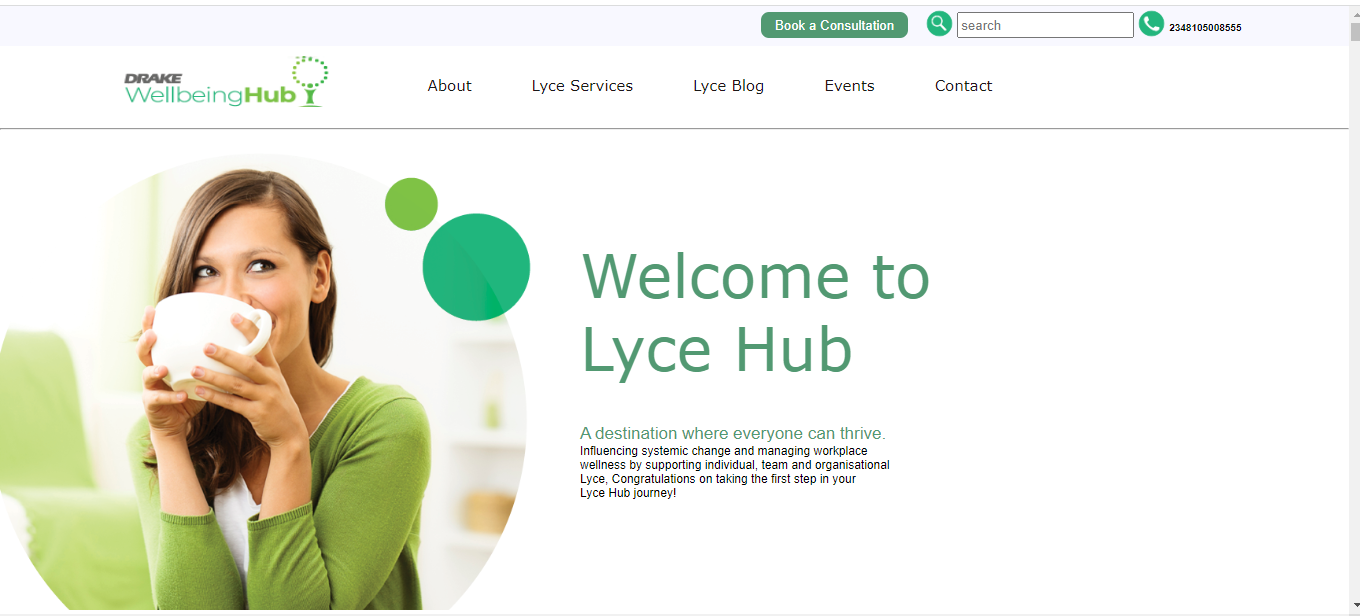 Book a Consultation
search
2348105008555
DRAKE
WellbeingHub
About
Lyce Services
Lyce Blog
Events
Contact
Welcome to
Lyce Hub
A destination where everyone can thrive.
Influencing systemic change and managing workplace
wellness by supporting individual, team and organisational
Lyce, Congratulations on taking the first step in your
Lyce Hub journey!